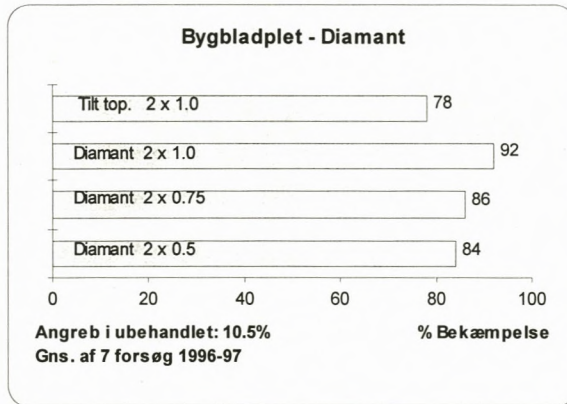 Bygbladplet - Diamant
Tilt top. 2 x 1.0 78
Diamant 2 x 1.0 92
Diamant 2 x 0.75 86
Diamant 2 x 0.5 84
0 20 40 60 80 100
Angreb i ubehandlet: 10.5% % Bekæmpelse
Gns. af 7 forsøg 1996-97